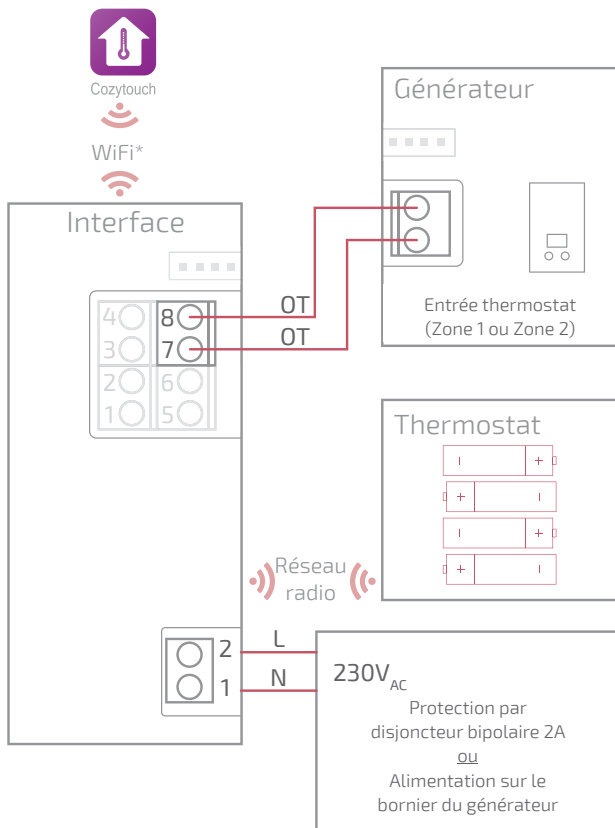 Cozytouch
WiFi*
Interface
4
8
3
7
2
6
1
5
OT
OT
Générateur
Entrée thermostat
(Zone 1 ou Zone 2)
Thermostat
- +
+ -
- +
+ -
Réseau
radio
2
L
1
N
230V AC
Protection par
disjoncteur bipolaire 2A
ou
Alimentation sur le
bornier du générateur